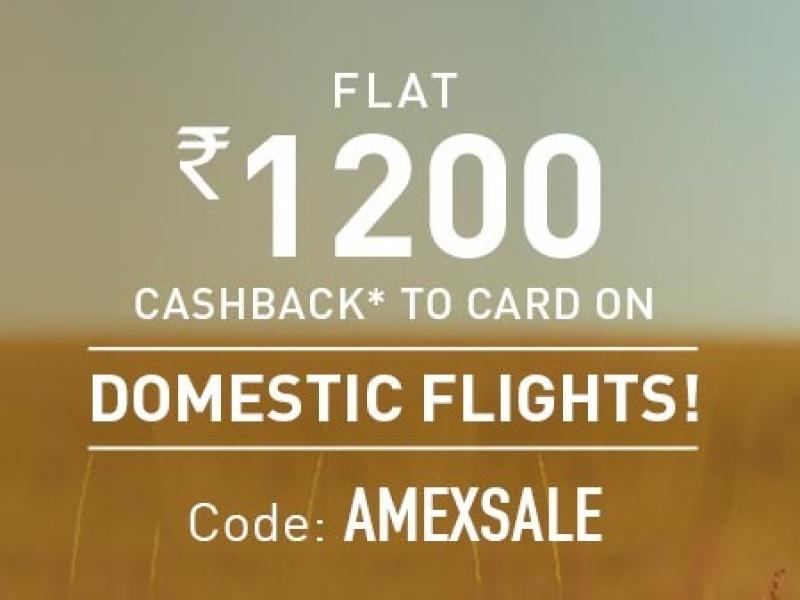 FLAT
₹1200
CASHBACK* TO CARD ON
DOMESTIC FLIGHTS!
Code: AMEXSALE